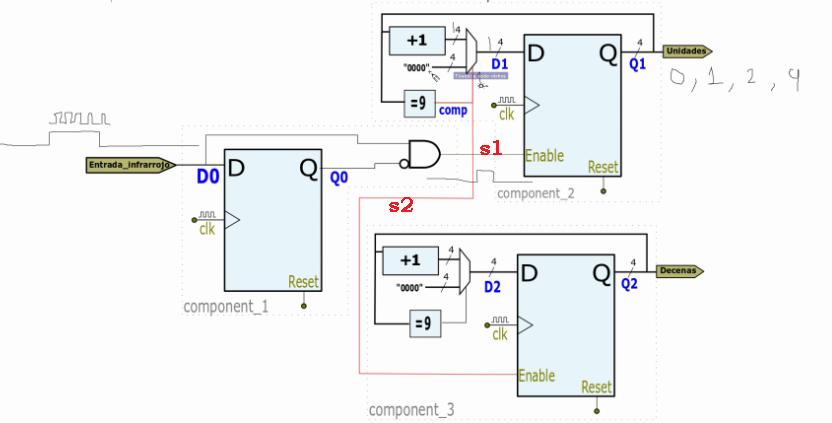 +1
4
4
"0000"
4
D1
D
Q
4
Q1
Unidades
0, 1, 2, 9
=9
comp
clk
s1
Enable
Reset
component_2
Entrada_infrarrojo
D0
D
Q
Q0
clk
Reset
component_1
s2
+1
4
4
"0000"
4
D2
D
Q
4
Q2
Decenas
=9
clk
Enable
Reset
component_3